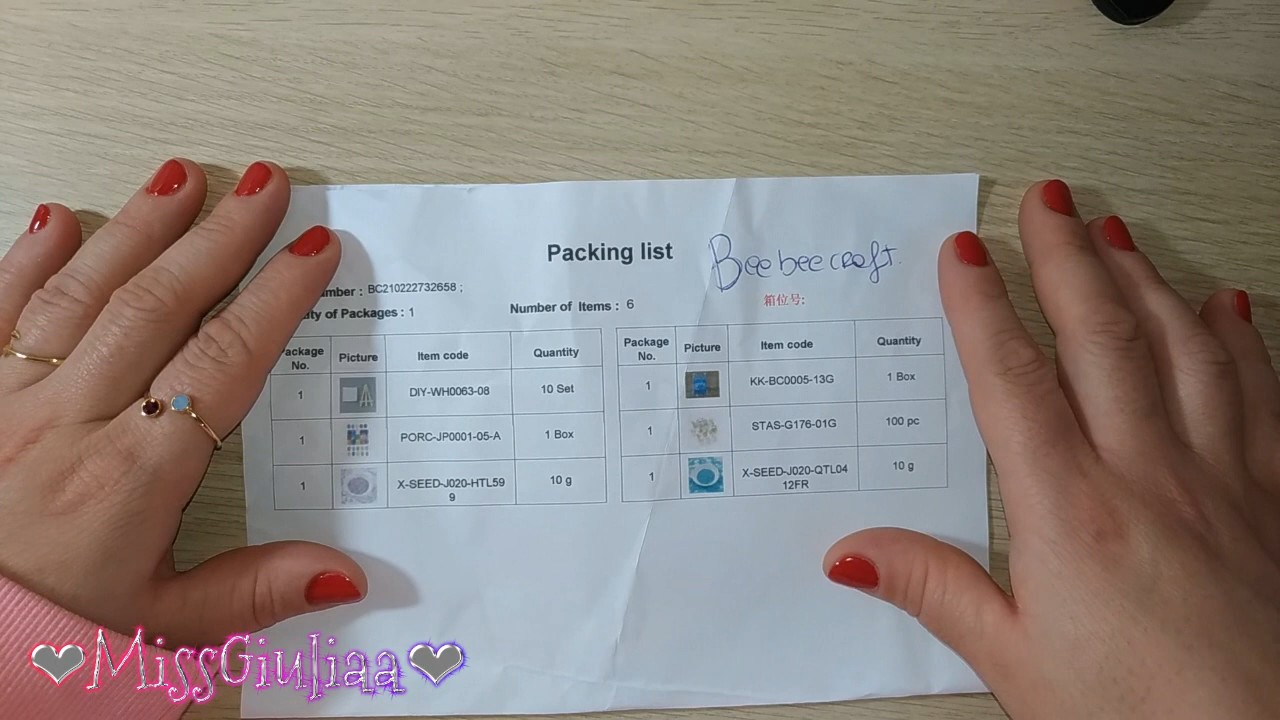 Packing list
Beebeecraft.
umber : BC210222732658 ;
箱位号:
ity of Packages : 1
Number of Items : 6
Package No. Picture Item code Quantity
1 DIY-WH0063-08 10 Set
1 PORC-JP0001-05-A 1 Box
1 X-SEED-J020-HTL59
9 10 g
Package No. Picture Item code Quantity
1 KK-BC0005-13G 1 Box
1 STAS-G176-01G 100 pc
1 X-SEED-J020-QTL04
12FR 10 g
MissGiuliaa